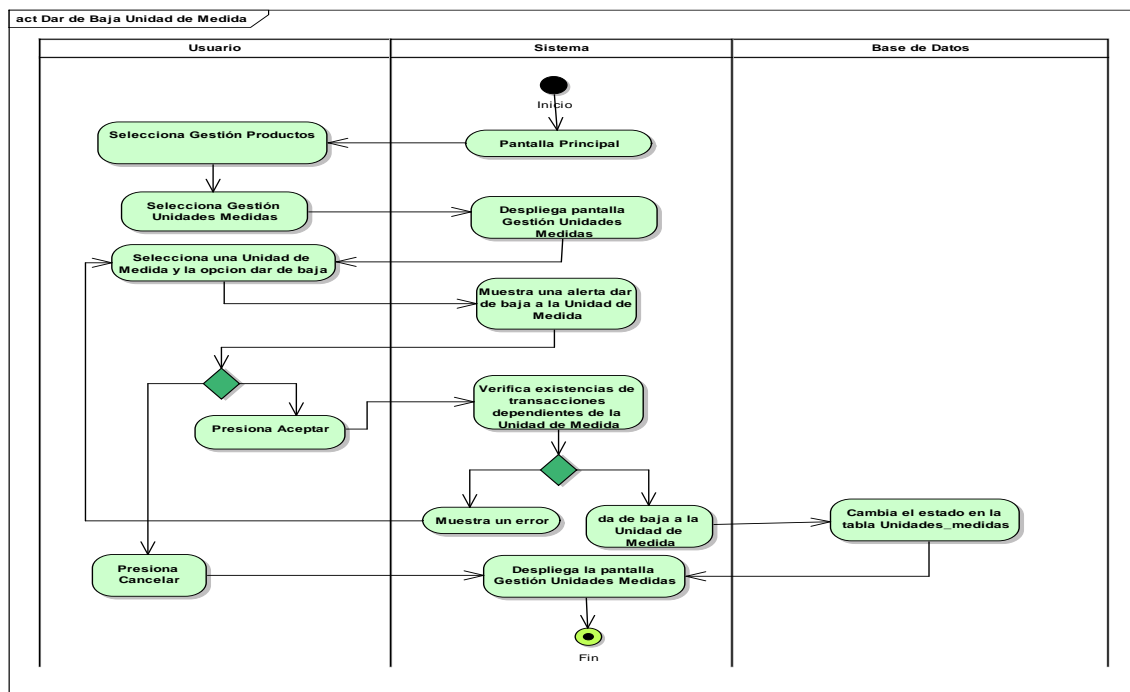 act Dar de Baja Unidad de Medida
Usuario
Sistema
Base de Datos
Inicio
Selecciona Gestión Productos
Pantalla Principal
Selecciona Gestión
Unidades Medidas
Despliega pantalla
Gestión Unidades
Medidas
Selecciona una Unidad de
Medida y la opcion dar de baja
Muestra una alerta dar
de baja a la Unidad de
Medida
Verifica existencias de
transacciones
dependientes de la
Unidad de Medida
Presiona Aceptar
Muestra un error
da de baja a la
Unidad de
Medida
Cambia el estado en la
tabla Unidades_medidas
Presiona
Cancelar
Despliega la pantalla
Gestión Unidades Medidas
Fin